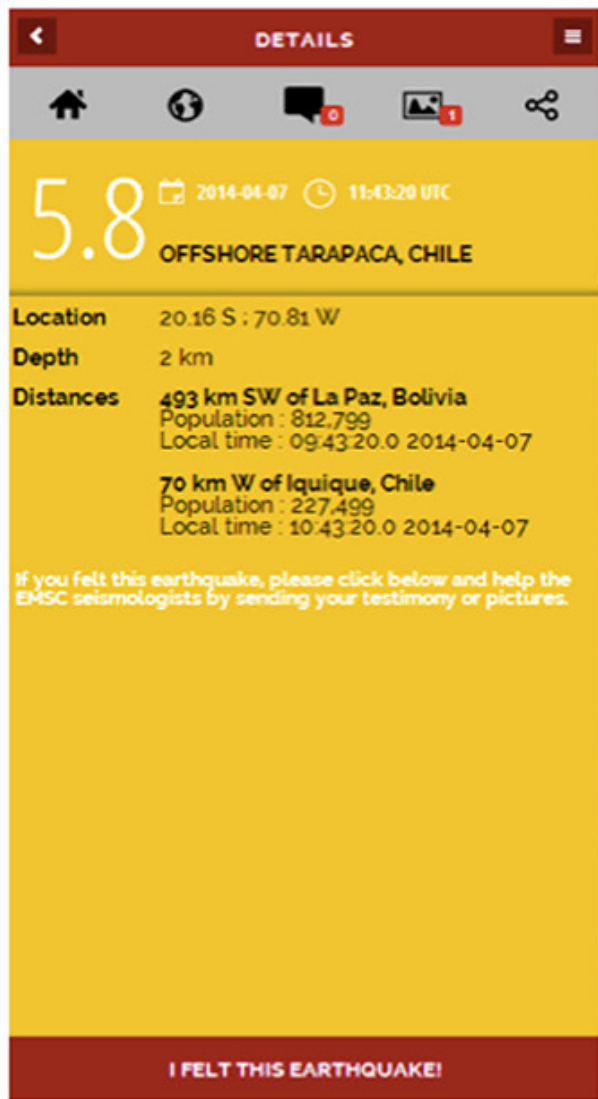 DETAILS
0
1
5.8
2014-04-07 11:43:20 UTC
OFFSHORE TARAPACA, CHILE
Location 20.16 S ; 70.81 W
Depth 2 km
Distances 493 km SW of La Paz, Bolivia
Population : 812,799
Local time : 09:43:20.0 2014-04-07
70 km W of Iquique, Chile
Population : 227,499
Local time : 10:43:20.0 2014-04-07
If you felt this earthquake, please click below and help the
EMSC seismologists by sending your testimony or pictures.
I FELT THIS EARTHQUAKE!